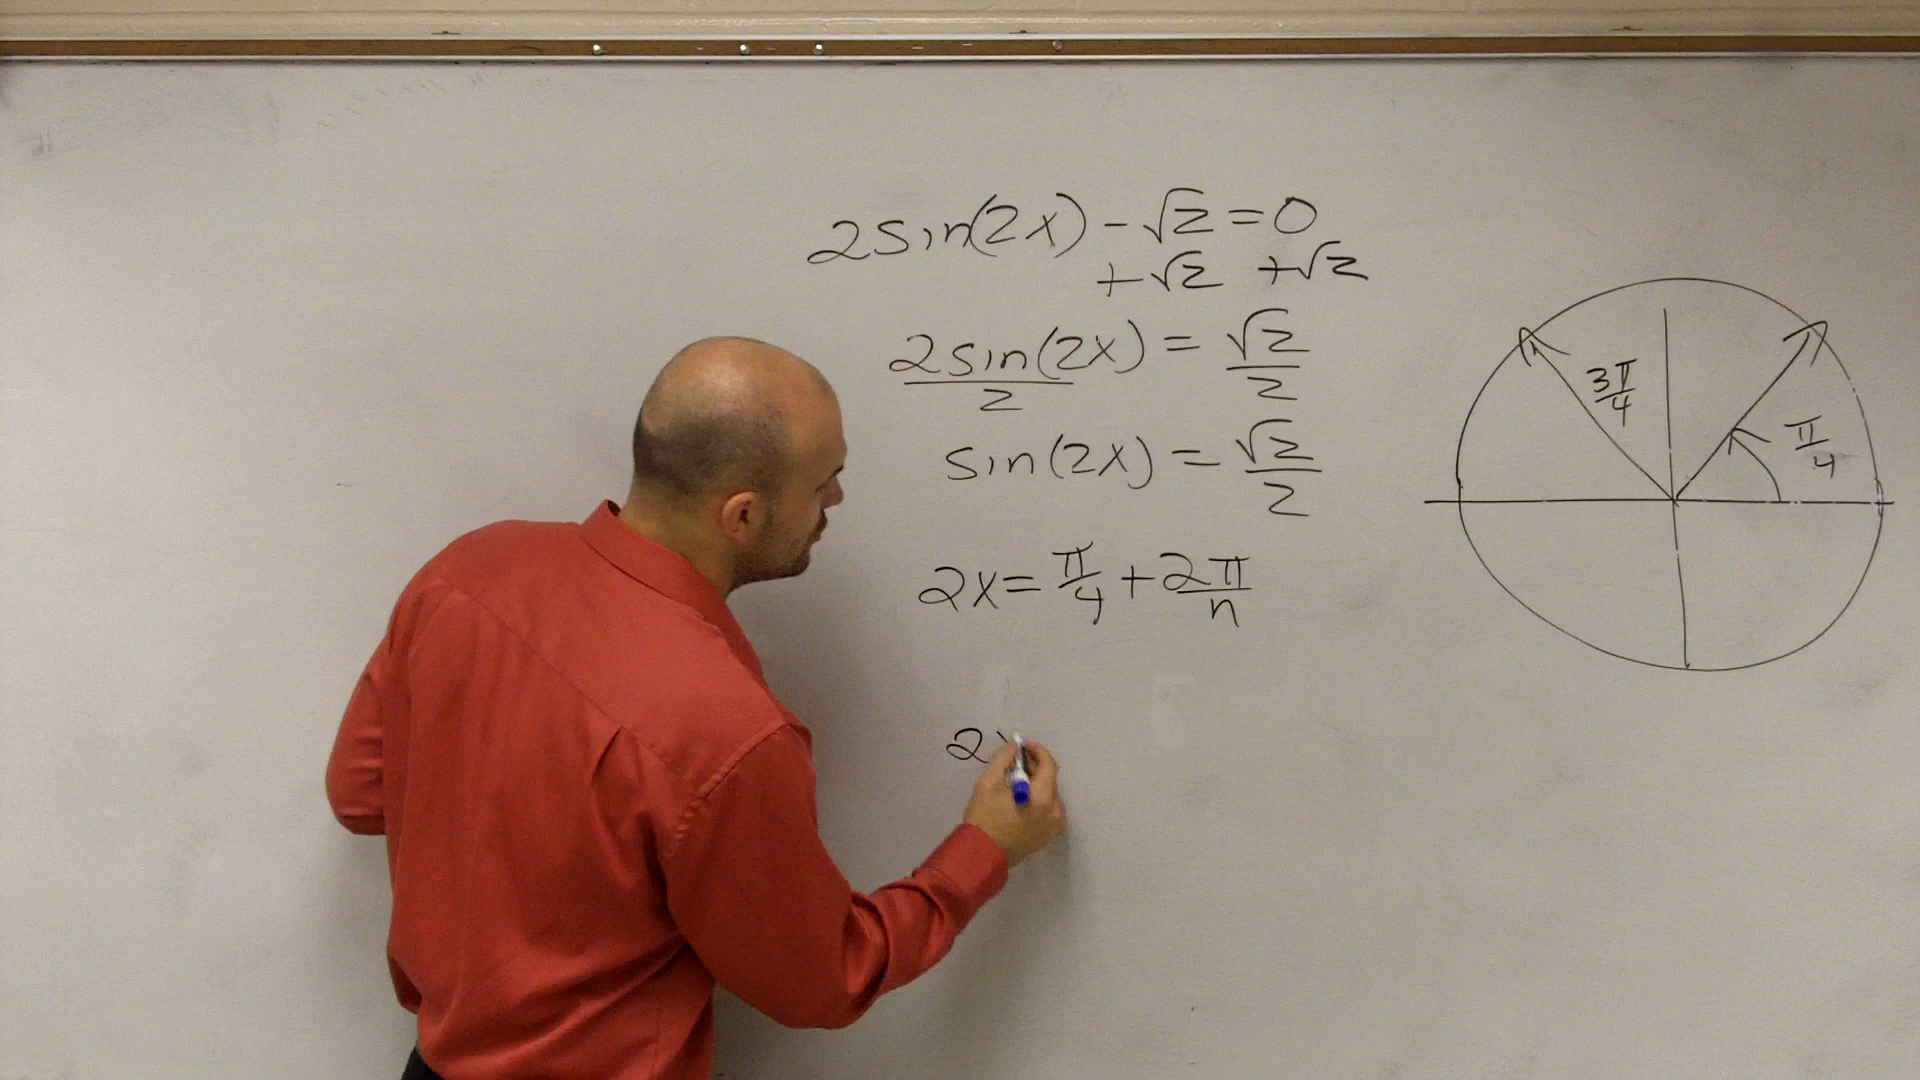 2sin(2x) - √2 = 0
+√2 +√2
2sin(2x)/2 = √2/2
sin(2x) = √2/2
2x = π/4 + 2π/n
2x
3π/4
π/4